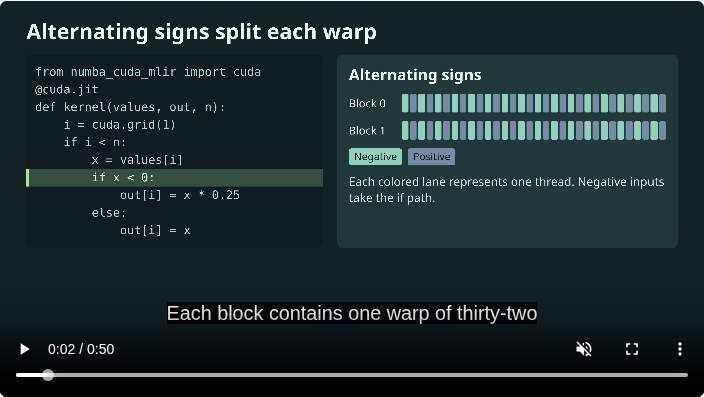 Alternating signs split each warp
from numba_cuda_mlir import cuda
@cuda.jit
def kernel(values, out, n):
    i = cuda.grid(1)
    if i < n:
        x = values[i]
        if x < 0:
            out[i] = x * 0.25
        else:
            out[i] = x
Alternating signs
Block 0
Block 1
Negative Positive
Each colored lane represents one thread. Negative inputs
take the if path.
Each block contains one warp of thirty-two
0:02 / 0:50